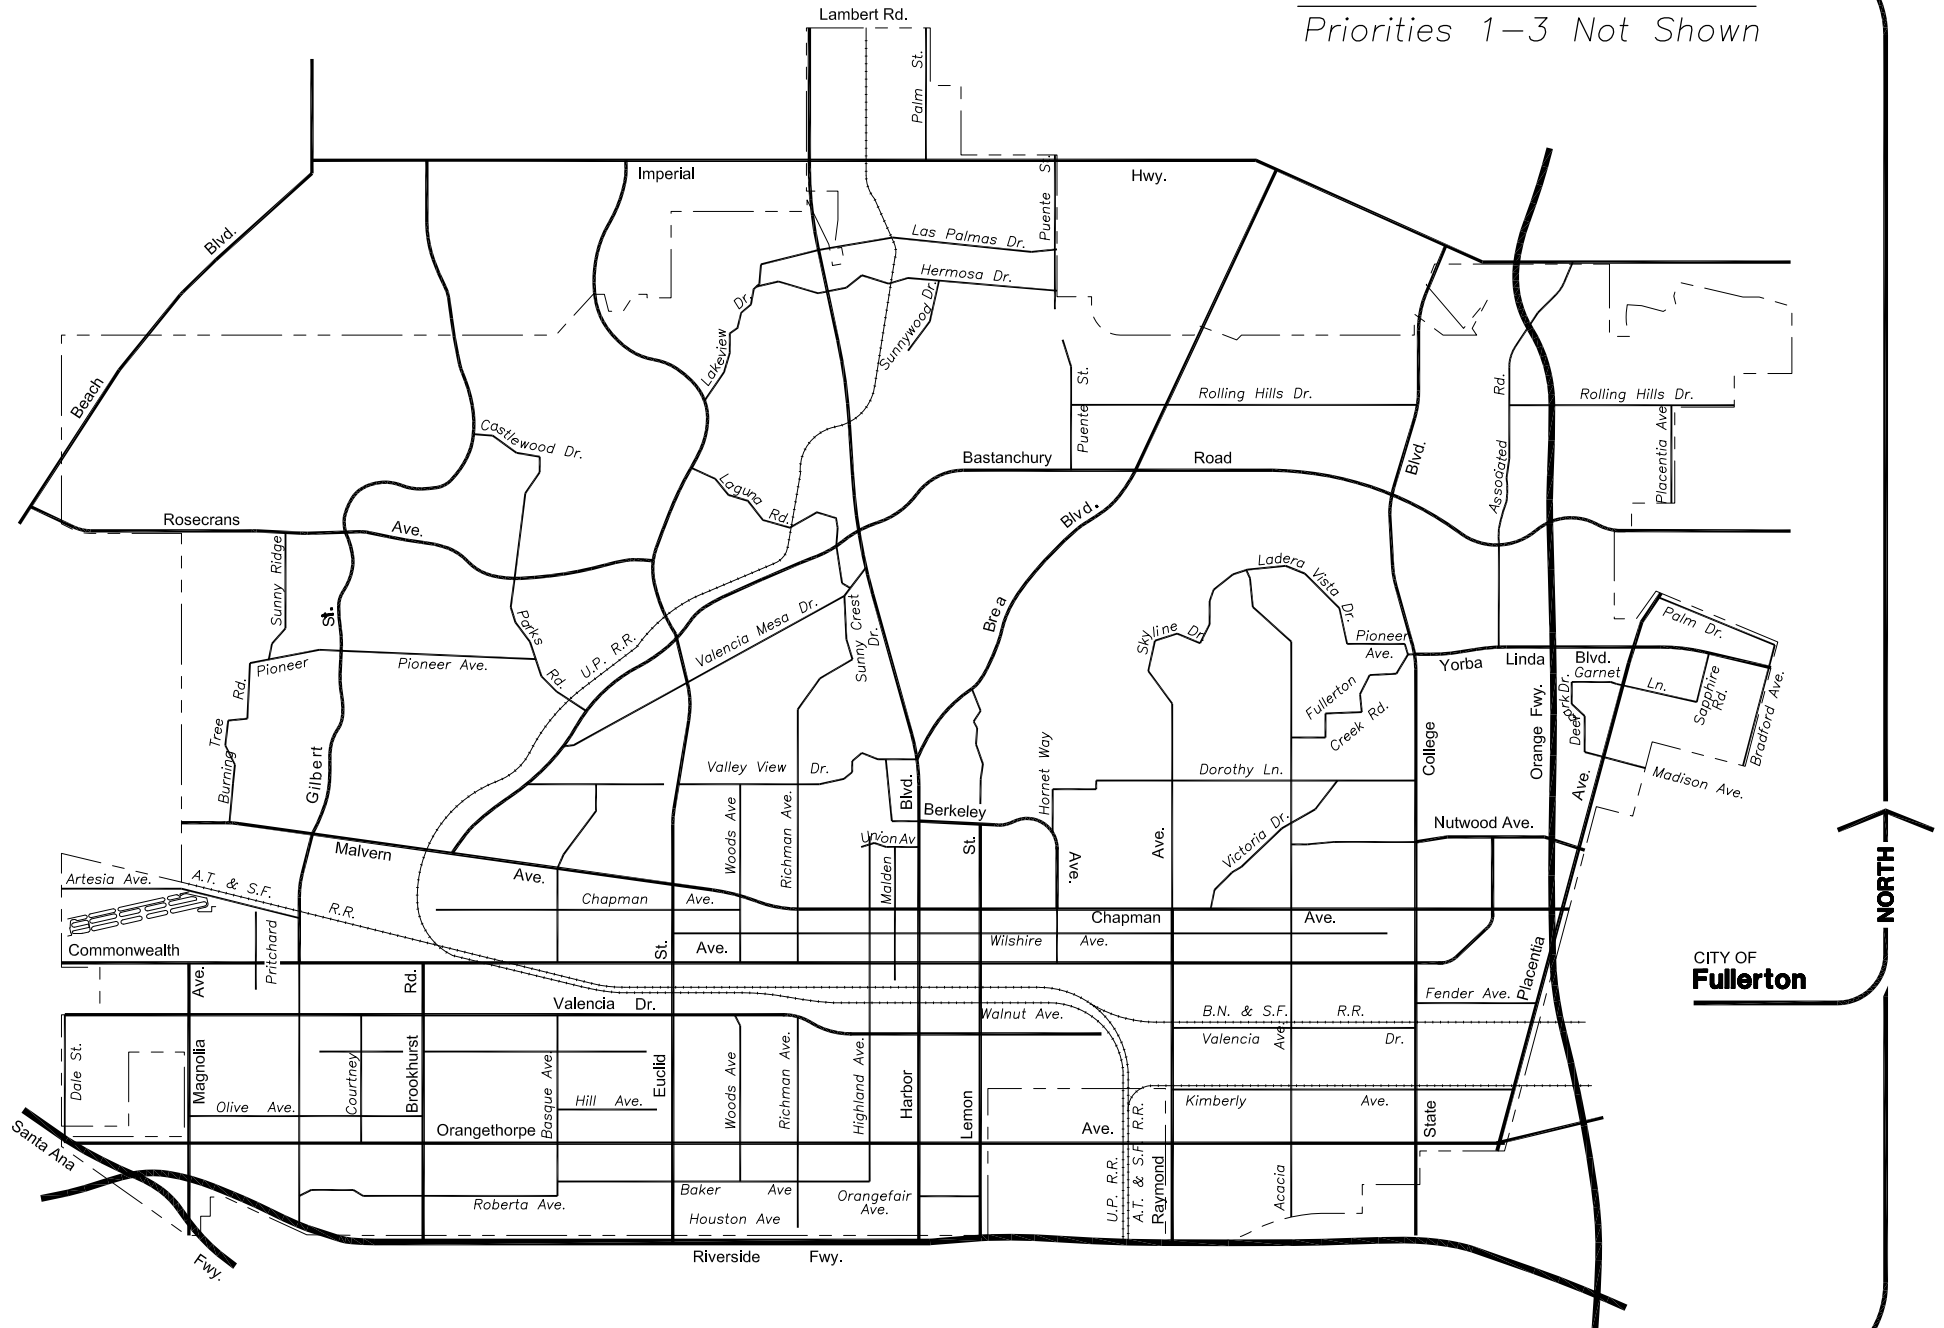 Priorities 1-3 Not Shown
Lambert Rd.
Palm St.
Imperial
Hwy.
Puente St.
Blvd.
Las Palmas Dr.
Hermosa Dr.
Sunnywood Dr.
Lakeview Dr.
Beach
Puente St.
Rolling Hills Dr.
Rd.
Rolling Hills Dr.
Placentia Ave
Castlewood Dr.
Bastanchury
Road
Blvd.
Associated
Laguna Rd.
Rosecrans
Ave.
Blvd.
Sunny Ridge
St.
Parks
Rd.
U.P. R.R.
Valencia Mesa Dr.
Sunny Crest
Dr.
Brea
Ladera Vista Dr.
Skyline Dr
Pioneer
Ave.
Palm Dr.
Pioneer
Pioneer Ave.
Yorba
Linda
Blvd.
Garnet
Ln.
Sapphire
Rd.
Bradford Ave.
Rd.
Tree
Burning
Gilbert
Fullerton
Creek Rd.
College
Orange Fwy.
Park Dr.
Deer
Madison Ave.
Ave.
Valley View Dr.
Blvd.
Hornet Way
Dorothy Ln.
Berkeley
Nutwood Ave.
Malvern
Ave.
Woods Ave
Richman Ave.
Union Av
Malden
St.
Ave.
Ave.
Victoria Dr.
NORTH
Artesia Ave.
A.T. & S.F.
R.R.
Chapman Ave.
Chapman
Ave.
Commonwealth
Pritchard
St.
Ave.
Wilshire Ave.
Placentia
CITY OF
Fullerton
Ave.
Rd.
Valencia Dr.
Walnut Ave.
B.N. & S.F. R.R.
Fender Ave.
Valencia
Ave
Dr.
Dale St.
Magnolia
Courtney
Brookhurst
Basque Ave
Euclid
Woods Ave
Richman Ave.
Highland Ave.
Harbor
Lemon
Olive Ave.
Hill Ave.
Kimberly
Ave.
State
Orangethorpe
Ave.
A.T. & S.F. R.R.
U.P. R.R.
Raymond
Acacia
Santa Ana
Fwy.
Roberta Ave.
Baker Ave
Orangefair
Ave.
Houston Ave
Riverside
Fwy.